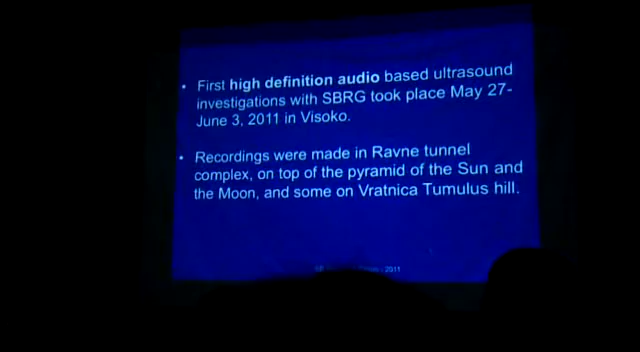 • First high definition audio based ultrasound
investigations with SBRG took place May 27-
June 3, 2011 in Visoko.
• Recordings were made in Ravne tunnel
complex, on top of the pyramid of the Sun and
the Moon, and some on Vratnica Tumulus hill.
2011